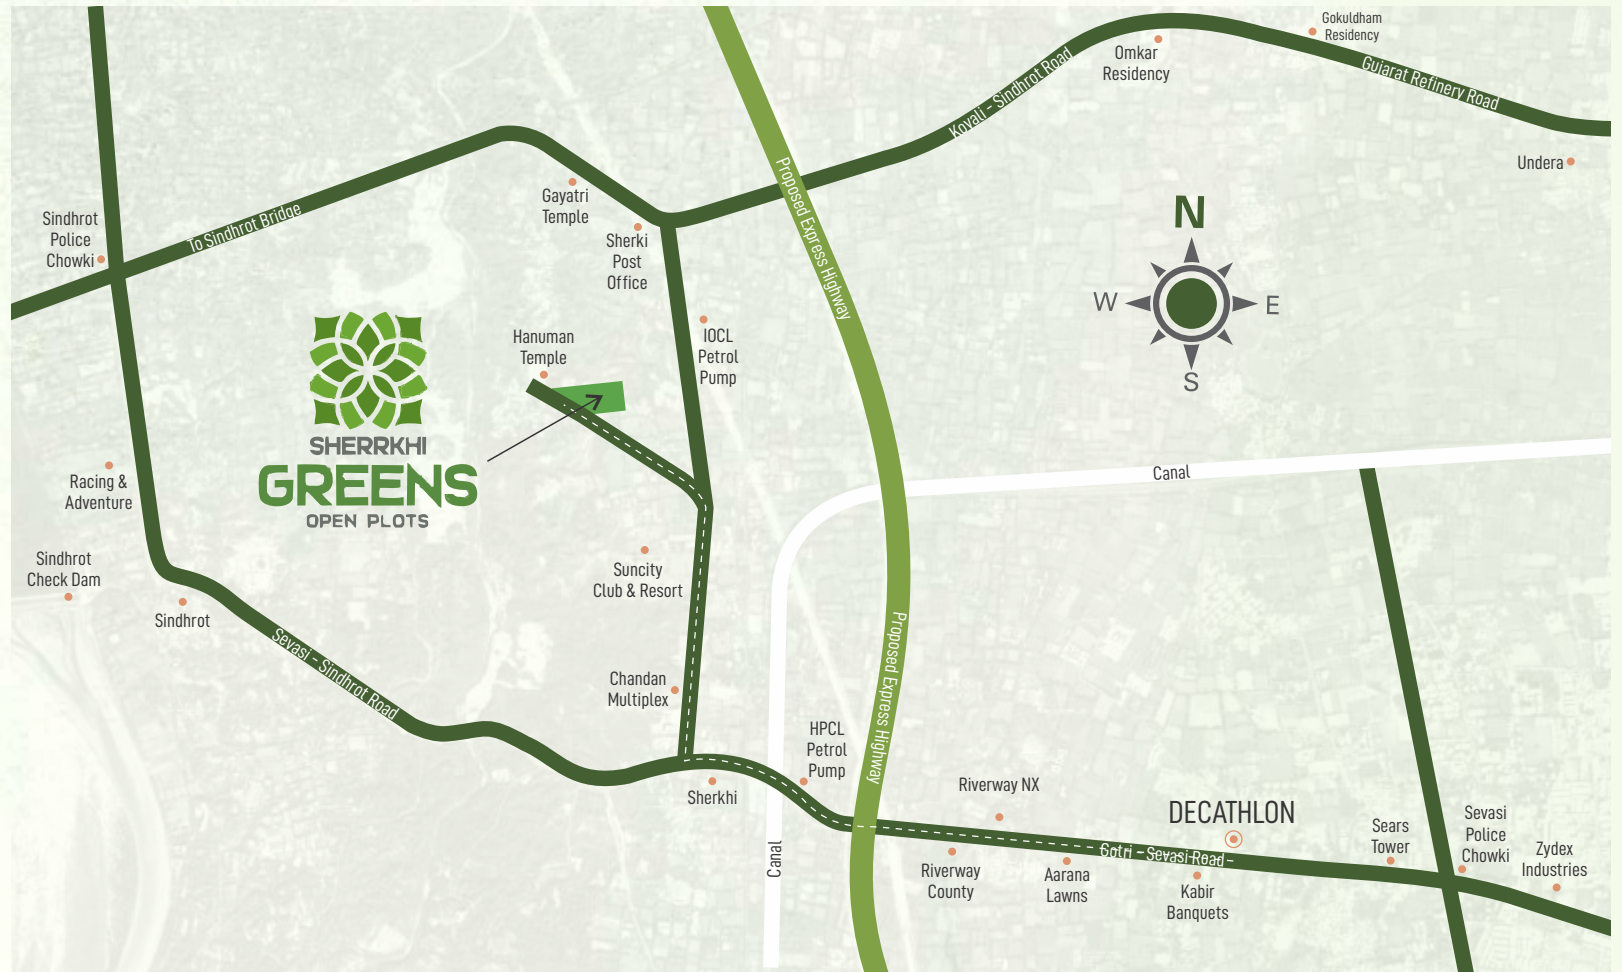 Gokuldham
Residency
Omkar
Residency
Koyali - Sindhrot Road
Gujarat Refinery Road
Undera
Proposed Express Highway
Gayatri
Temple
To Sindhrot Bridge
Sindhrot
Police
Chowki
Sherki
Post
Office
N
W
E
S
Hanuman
Temple
IOCL
Petrol
Pump
SHERRKHI
GREENS
OPEN PLOTS
Racing &
Adventure
Canal
Sindhrot
Check Dam
Sindhrot
Suncity
Club & Resort
Sevasi - Sindhrot Road
Chandan
Multiplex
Proposed Express Highway
HPCL
Petrol
Pump
Sherkhi
Riverway NX
DECATHLON
Canal
Gotri - Sevasi Road
Riverway
County
Aarana
Lawns
Kabir
Banquets
Sears
Tower
Sevasi
Police
Chowki
Zydex
Industries